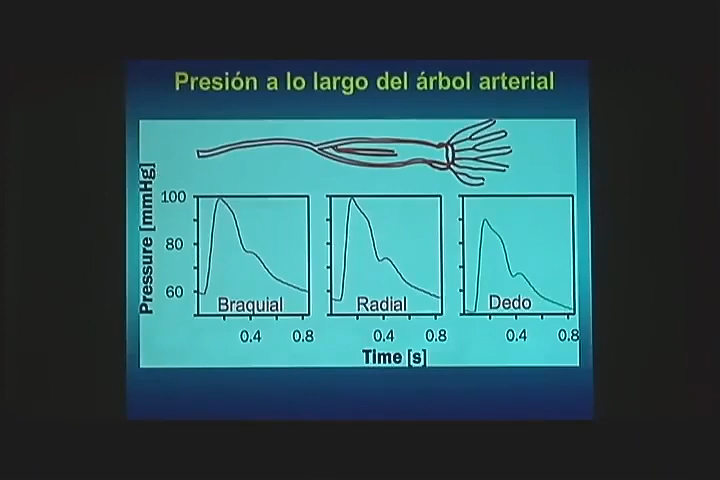 Presión a lo largo del árbol arterial
Pressure [mmHg]
100
80
60
Braquial
Radial
Dedo
0.4 0.8 0.4 0.8 0.4 0.8
Time [s]